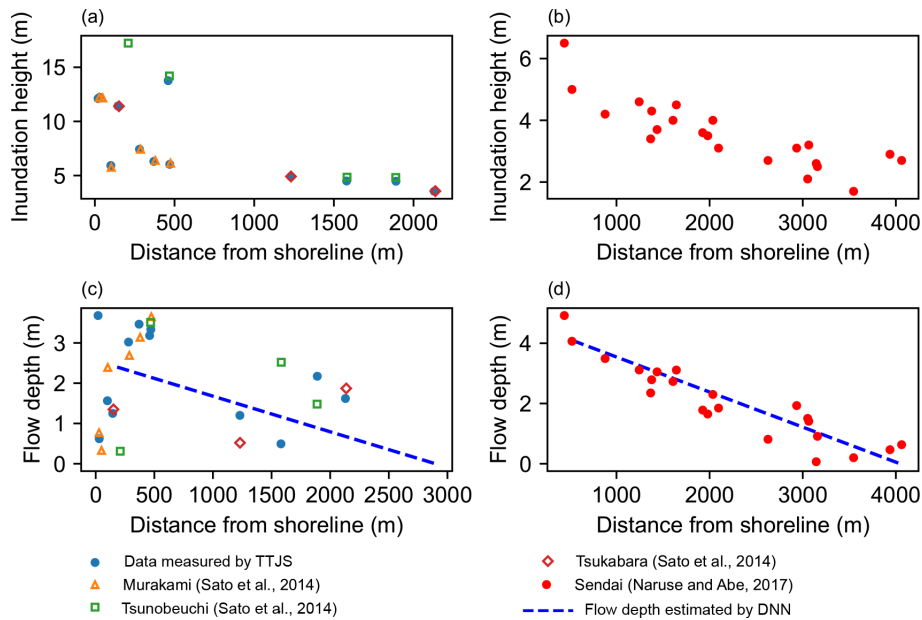 (a)
(b)
Inundation height (m)
15
10
5
0
500
1000
1500
2000
Distance from shoreline (m)
Inundation height (m)
6
4
2
1000
2000
3000
4000
Distance from shoreline (m)
(c)
(d)
Flow depth (m)
3
2
1
0
0
500
1000
1500
2000
2500
3000
Distance from shoreline (m)
Flow depth (m)
4
2
0
1000
2000
3000
4000
Distance from shoreline (m)
Data measured by TTJS
Murakami (Sato et al., 2014)
Tsunobeuchi (Sato et al., 2014)
Tsukabara (Sato et al., 2014)
Sendai (Naruse and Abe, 2017)
Flow depth estimated by DNN